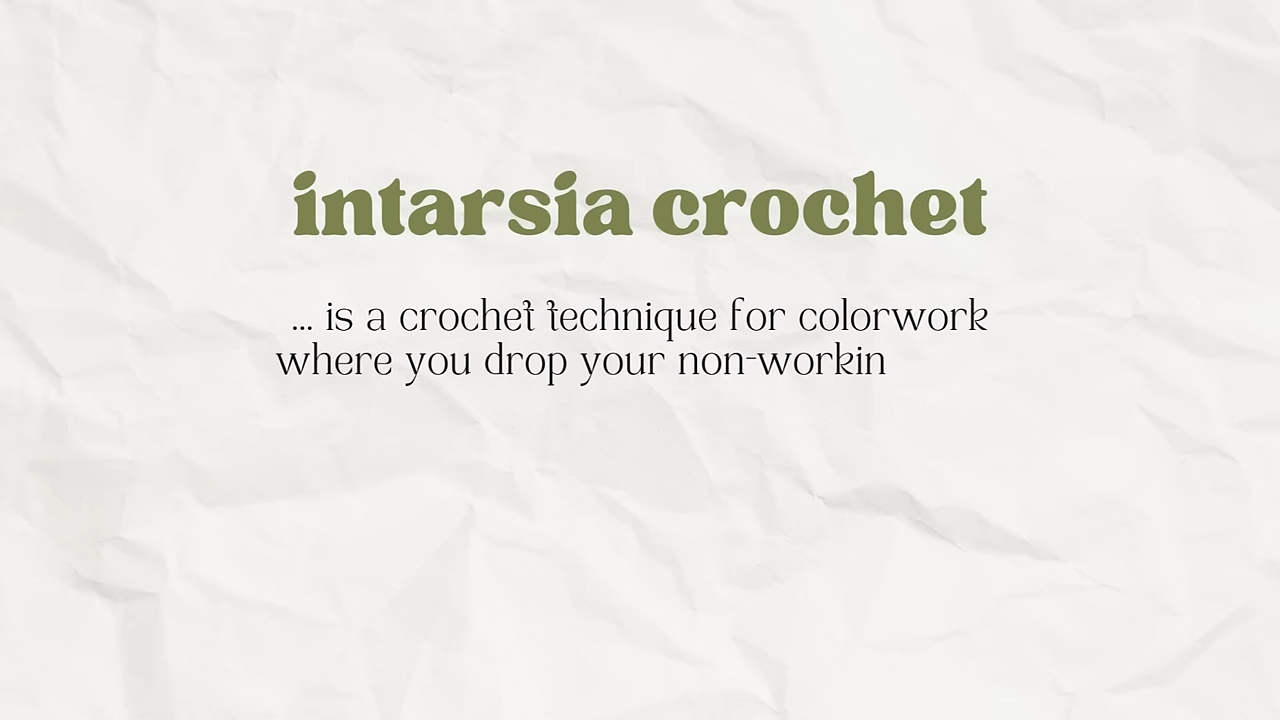 intarsia crochet
... is a crochet technique for colorwork
where you drop your non-workin